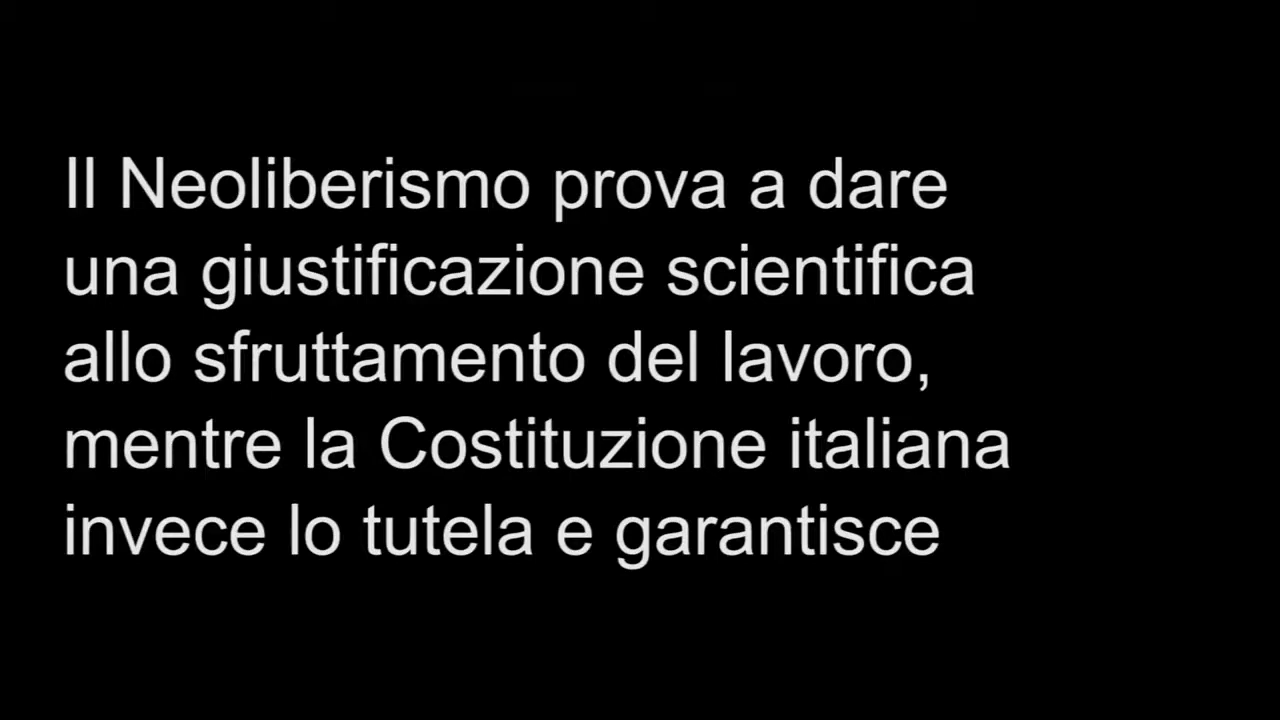 Il Neoliberismo prova a dare
una giustificazione scientifica
allo sfruttamento del lavoro,
mentre la Costituzione italiana
invece lo tutela e garantisce